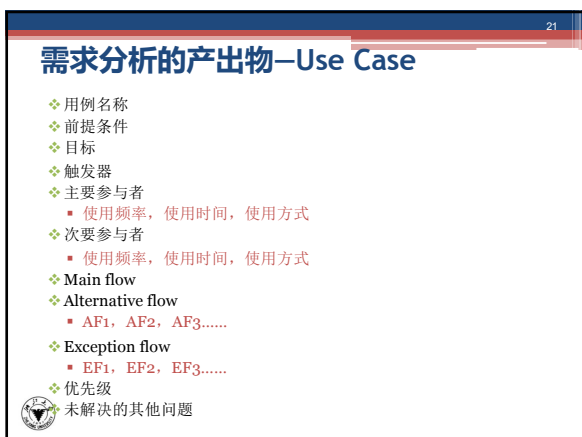 21
需求分析的产出物—Use Case
用例名称
前提条件
目标
触发器
主要参与者
使用频率，使用时间，使用方式
次要参与者
使用频率，使用时间，使用方式
Main flow
Alternative flow
AF1，AF2，AF3……
Exception flow
EF1，EF2，EF3……
优先级
未解决的其他问题